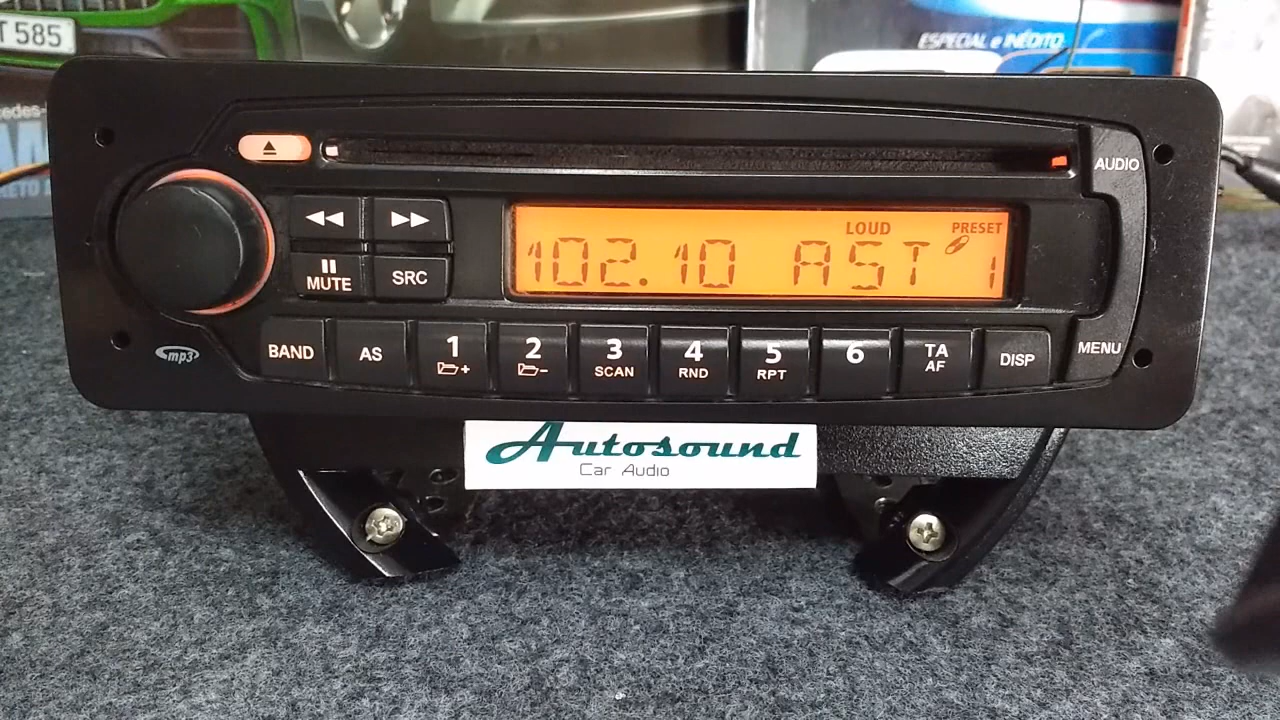 T 585
ESPECIAL e INÉDITO
AUDIO
LOUD PRESET
102.10 AST 1
MUTE
SRC
BAND
AS
1 +
2 -
3
SCAN
4
RND
5
RPT
6
TA
AF
DISP
MENU
mp3
Autosound
Car Audio